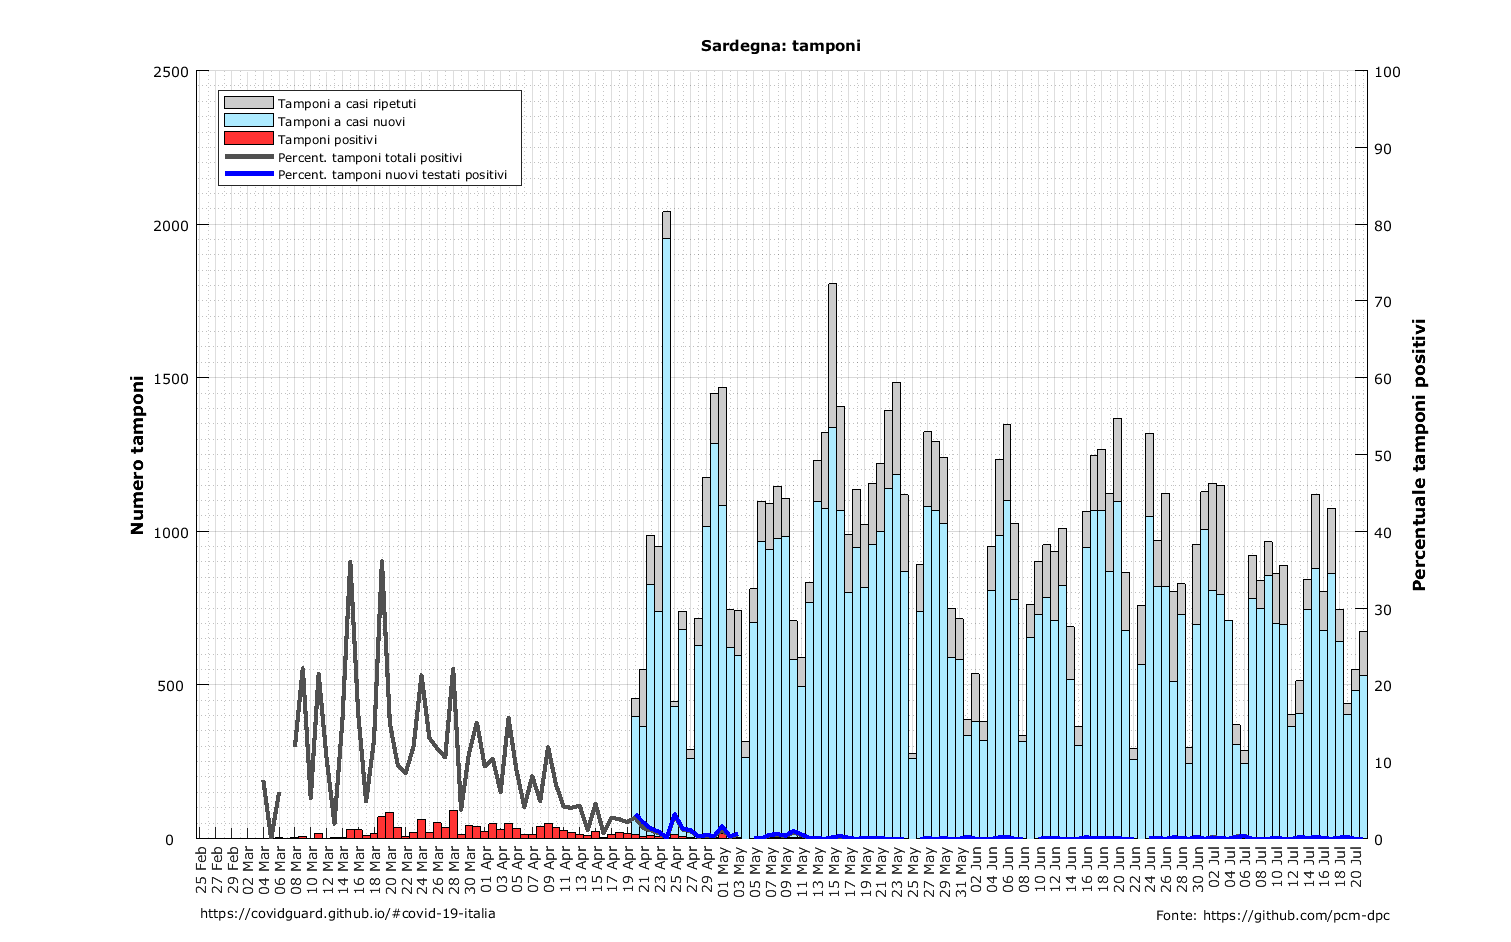 Sardegna: tamponi
2500
2000
1500
1000
500
0
Numero tamponi
Tamponi a casi ripetuti
Tamponi a casi nuovi
Tamponi positivi
Percent. tamponi totali positivi
Percent. tamponi nuovi testati positivi
100
90
80
70
60
50
40
30
20
10
0
Percentuale tamponi positivi
25 Feb
27 Feb
29 Feb
02 Mar
04 Mar
06 Mar
08 Mar
10 Mar
12 Mar
14 Mar
16 Mar
18 Mar
20 Mar
22 Mar
24 Mar
26 Mar
28 Mar
30 Mar
01 Apr
03 Apr
05 Apr
07 Apr
09 Apr
11 Apr
13 Apr
15 Apr
17 Apr
19 Apr
21 Apr
23 Apr
25 Apr
27 Apr
29 Apr
01 May
03 May
05 May
07 May
09 May
11 May
13 May
15 May
17 May
19 May
21 May
23 May
25 May
27 May
29 May
31 May
02 Jun
04 Jun
06 Jun
08 Jun
10 Jun
12 Jun
14 Jun
16 Jun
18 Jun
20 Jun
22 Jun
24 Jun
26 Jun
28 Jun
30 Jun
02 Jul
04 Jul
06 Jul
08 Jul
10 Jul
12 Jul
14 Jul
16 Jul
18 Jul
20 Jul
https://covidguard.github.io/#covid-19-italia
Fonte: https://github.com/pcm-dpc